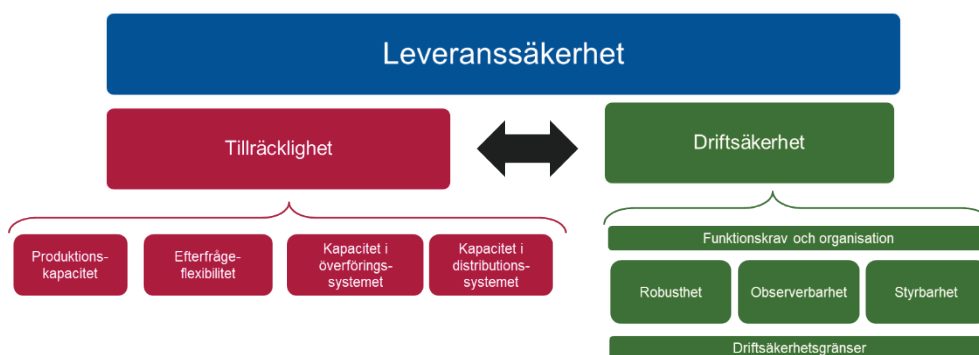 Leveranssäkerhet
Tillräcklighet
Driftsäkerhet
Produktions-
kapacitet
Efterfråge-
flexibilitet
Kapacitet i
överförings-
systemet
Kapacitet i
distributions-
systemet
Funktionskrav och organisation
Robusthet
Observerbarhet
Styrbarhet
Driftsäkerhetsgränser